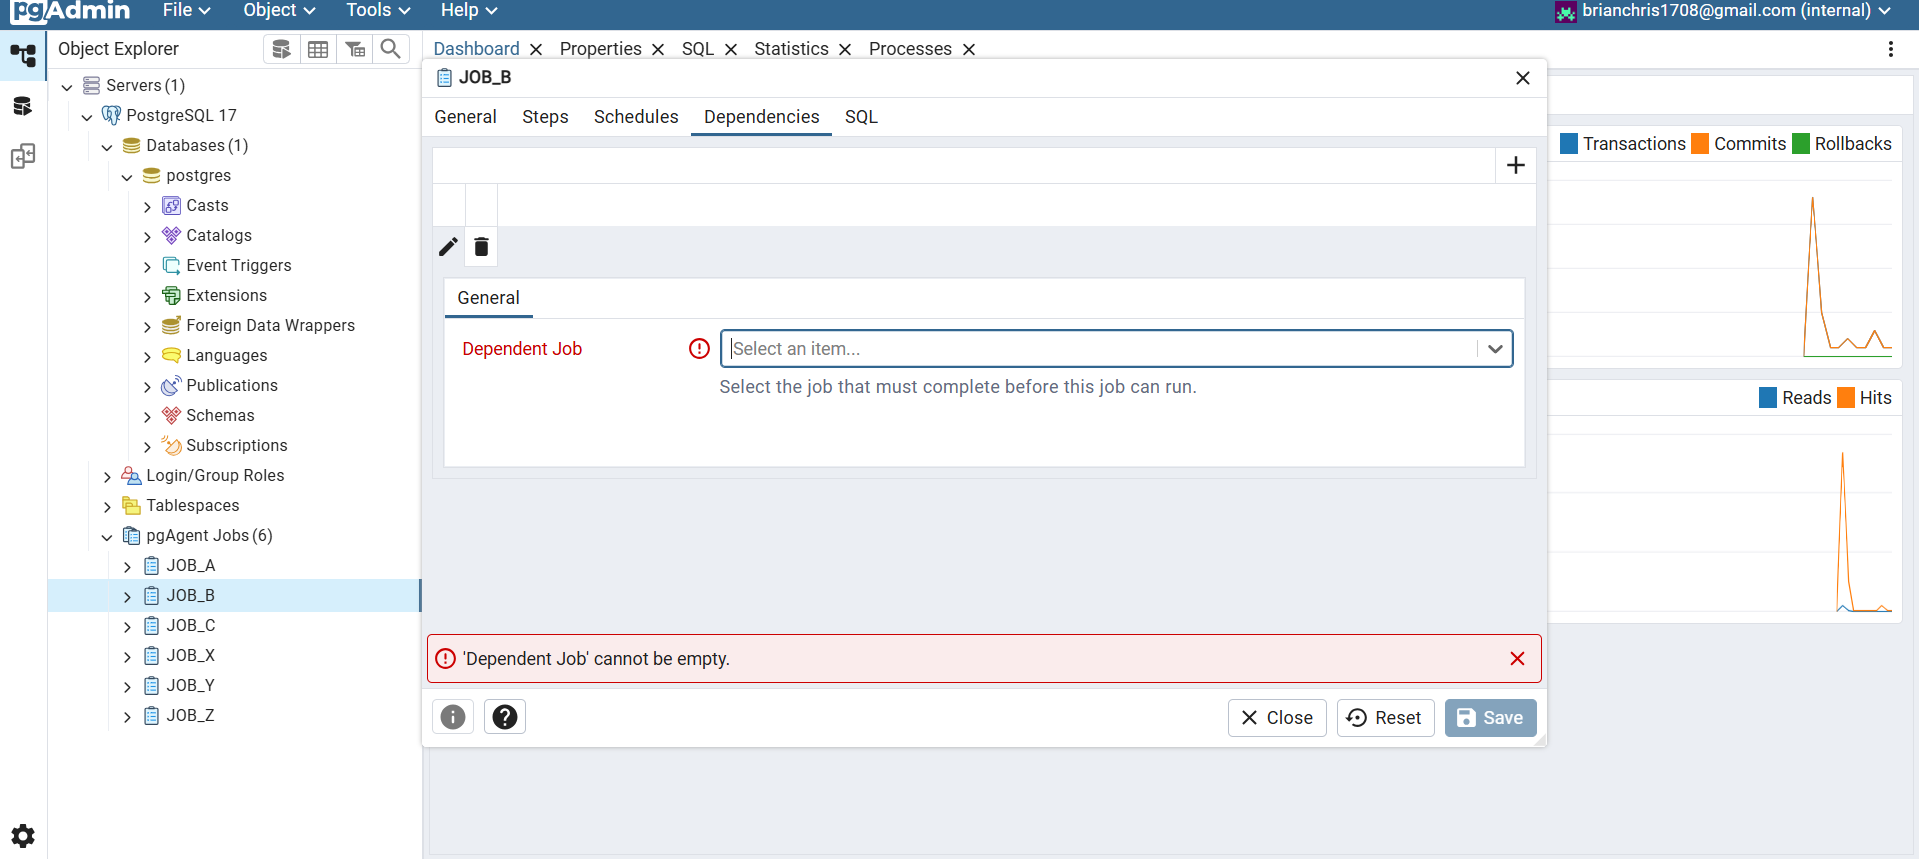 pgAdmin File Object Tools Help brianchris1708@gmail.com (internal)
Object Explorer
Dashboard Properties SQL Statistics Processes
Servers (1)
PostgreSQL 17
Databases (1)
postgres
Casts
Catalogs
Event Triggers
Extensions
Foreign Data Wrappers
Languages
Publications
Schemas
Subscriptions
Login/Group Roles
Tablespaces
pgAgent Jobs (6)
JOB_A
JOB_B
JOB_C
JOB_X
JOB_Y
JOB_Z
JOB_B
General Steps Schedules Dependencies SQL
General
Dependent Job Select an item...
Select the job that must complete before this job can run.
'Dependent Job' cannot be empty.
Close Reset Save
Transactions Commits Rollbacks
Reads Hits